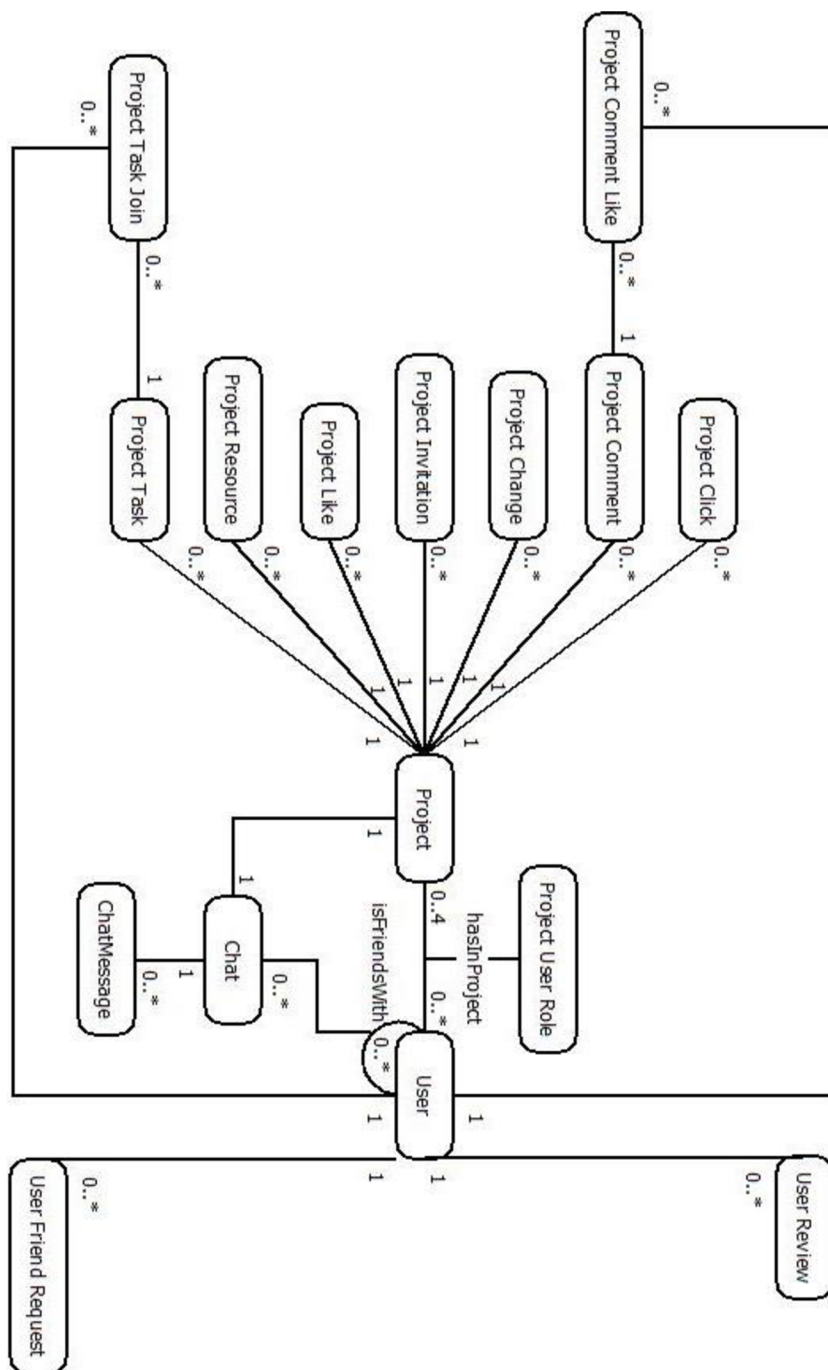 User Review
0..*
0..*
Project Click
0..*
0..*
1
0..*
Project Comment Like
Project Comment
Project User Role
0..*
Project Change
1
hasInProject
1
1
1
0..*
1
0..4
0..*
1
Project Invitation
Project
User
1
isFriendsWith
1
1
1
0..*
1
1
0..*
Project Like
0..*
0..*
1
Project Resource
Chat
0..*
1
0..*
1
0..*
Project Task Join
Project Task
ChatMessage
0..*
0..*
User Friend Request